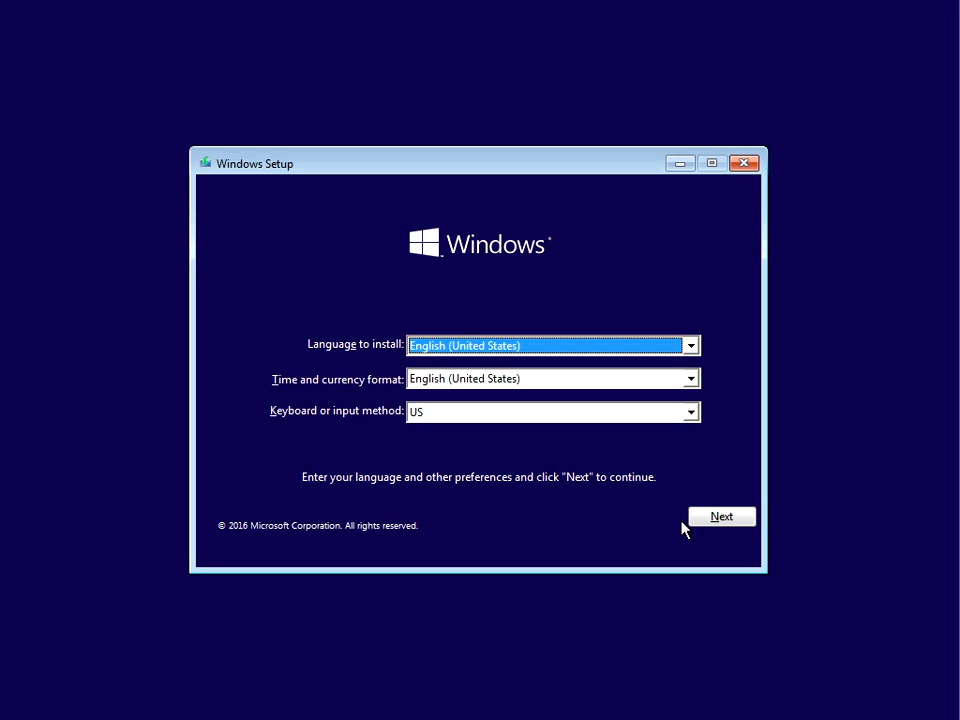 Windows Setup
Windows
Language to install: English (United States)
Time and currency format: English (United States)
Keyboard or input method: US
Enter your language and other preferences and click "Next" to continue.
Next
© 2016 Microsoft Corporation. All rights reserved.